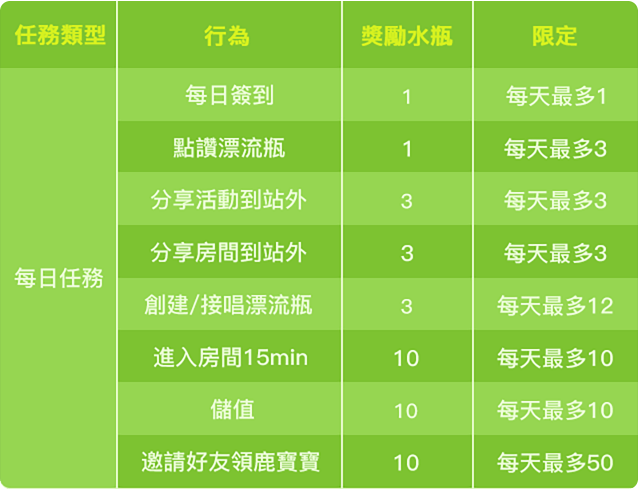 任務類型 行為 獎勵水瓶 限定
每日簽到 1 每天最多1
點讚漂流瓶 1 每天最多3
分享活動到站外 3 每天最多3
分享房間到站外 3 每天最多3
每日任務
創建/接唱漂流瓶 3 每天最多12
進入房間15min 10 每天最多10
儲值 10 每天最多10
邀請好友領鹿寶寶 10 每天最多50